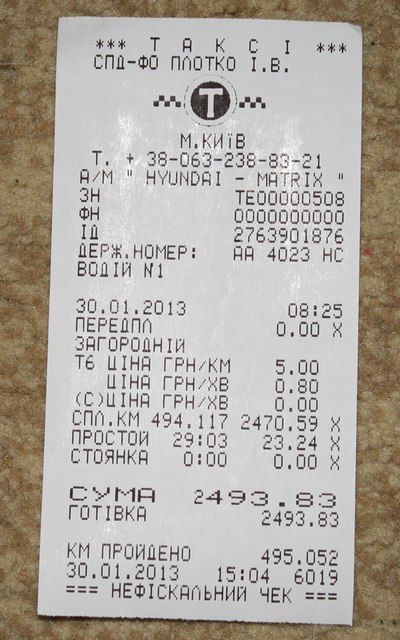 *** Т А К С І ***
СПД-ФО ПЛОТКО І.В.
T
М.КИЇВ
Т. + 38-063-238-83-21
А/М " HYUNDAI - MATRIX "
ЗН ТЕ00000508
ФН 0000000000
ІД 2763901876
ДЕРЖ.НОМЕР: АА 4023 НС
ВОДІЙ N1
30.01.2013 08:25
ПЕРЕДПЛ 0.00 X
ЗАГОРОДНІЙ
Т6 ЦІНА ГРН/КМ 5.00
ЦІНА ГРН/ХВ 0.80
(С)ЦІНА ГРН/ХВ 0.00
СПЛ.КМ 494.117 2470.59 X
ПРОСТОЙ 29:03 23.24 X
СТОЯНКА 0:00 0.00 X
СУМА 2493.83
ГОТІВКА 2493.83
КМ ПРОЙДЕНО 495.052
30.01.2013 15:04 6019
=== НЕФІСКАЛЬНИЙ ЧЕК ===